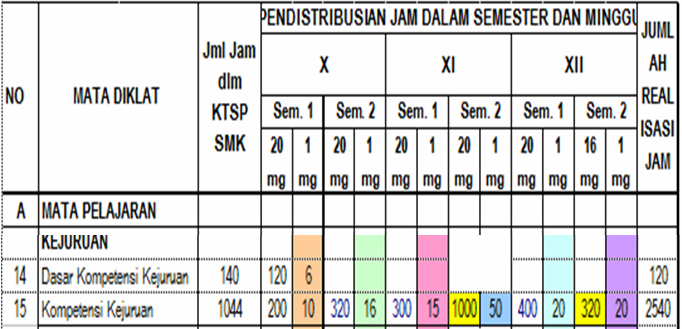 PENDISTRIBUSIAN JAM DALAM SEMESTER DAN MINGGU
NO MATA DIKLAT Jml Jam dlm KTSP SMK X XI XII JUML AH REAL ISASI JAM
Sem. 1 Sem. 2 Sem. 1 Sem. 2 Sem. 1 Sem. 2
20 mg 1 mg 20 mg 1 mg 20 mg 1 mg 20 mg 1 mg 20 mg 1 mg 16 mg 1 mg
A MATA PELAJARAN
KEJURUAN
14 Dasar Kompetensi Kejuruan 140 120 6 120
15 Kompetensi Kejuruan 1044 200 10 320 16 300 15 1000 50 400 20 320 20 2540